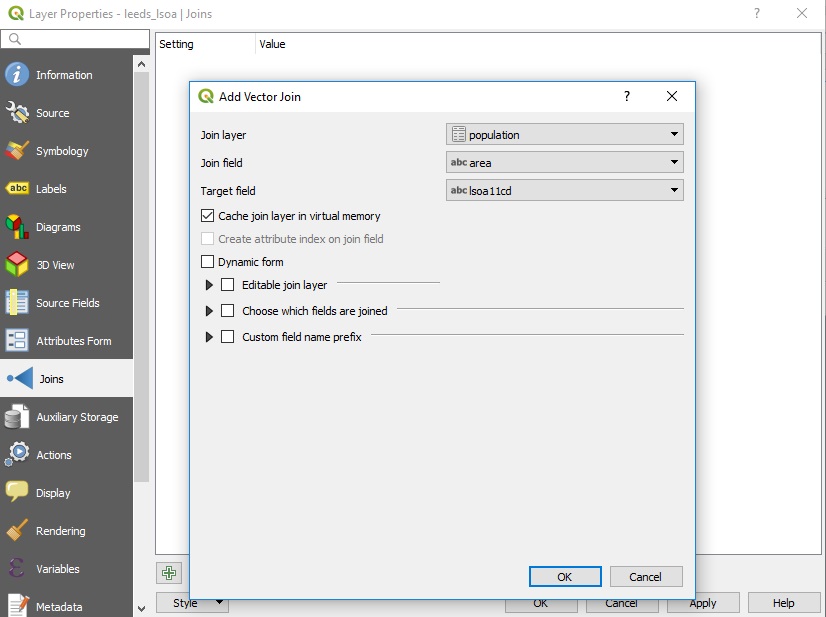 Layer Properties - leeds_lsoa | Joins
Setting Value
Information
Source
Symbology
abc Labels
Diagrams
3D View
Source Fields
Attributes Form
Joins
Auxiliary Storage
Actions
Display
Rendering
Variables
Metadata
Add Vector Join
Join layer population
Join field abc area
Target field abc lsoa11cd
Cache join layer in virtual memory
Create attribute index on join field
Dynamic form
Editable join layer
Choose which fields are joined
Custom field name prefix
OK Cancel
Style OK Cancel Apply Help